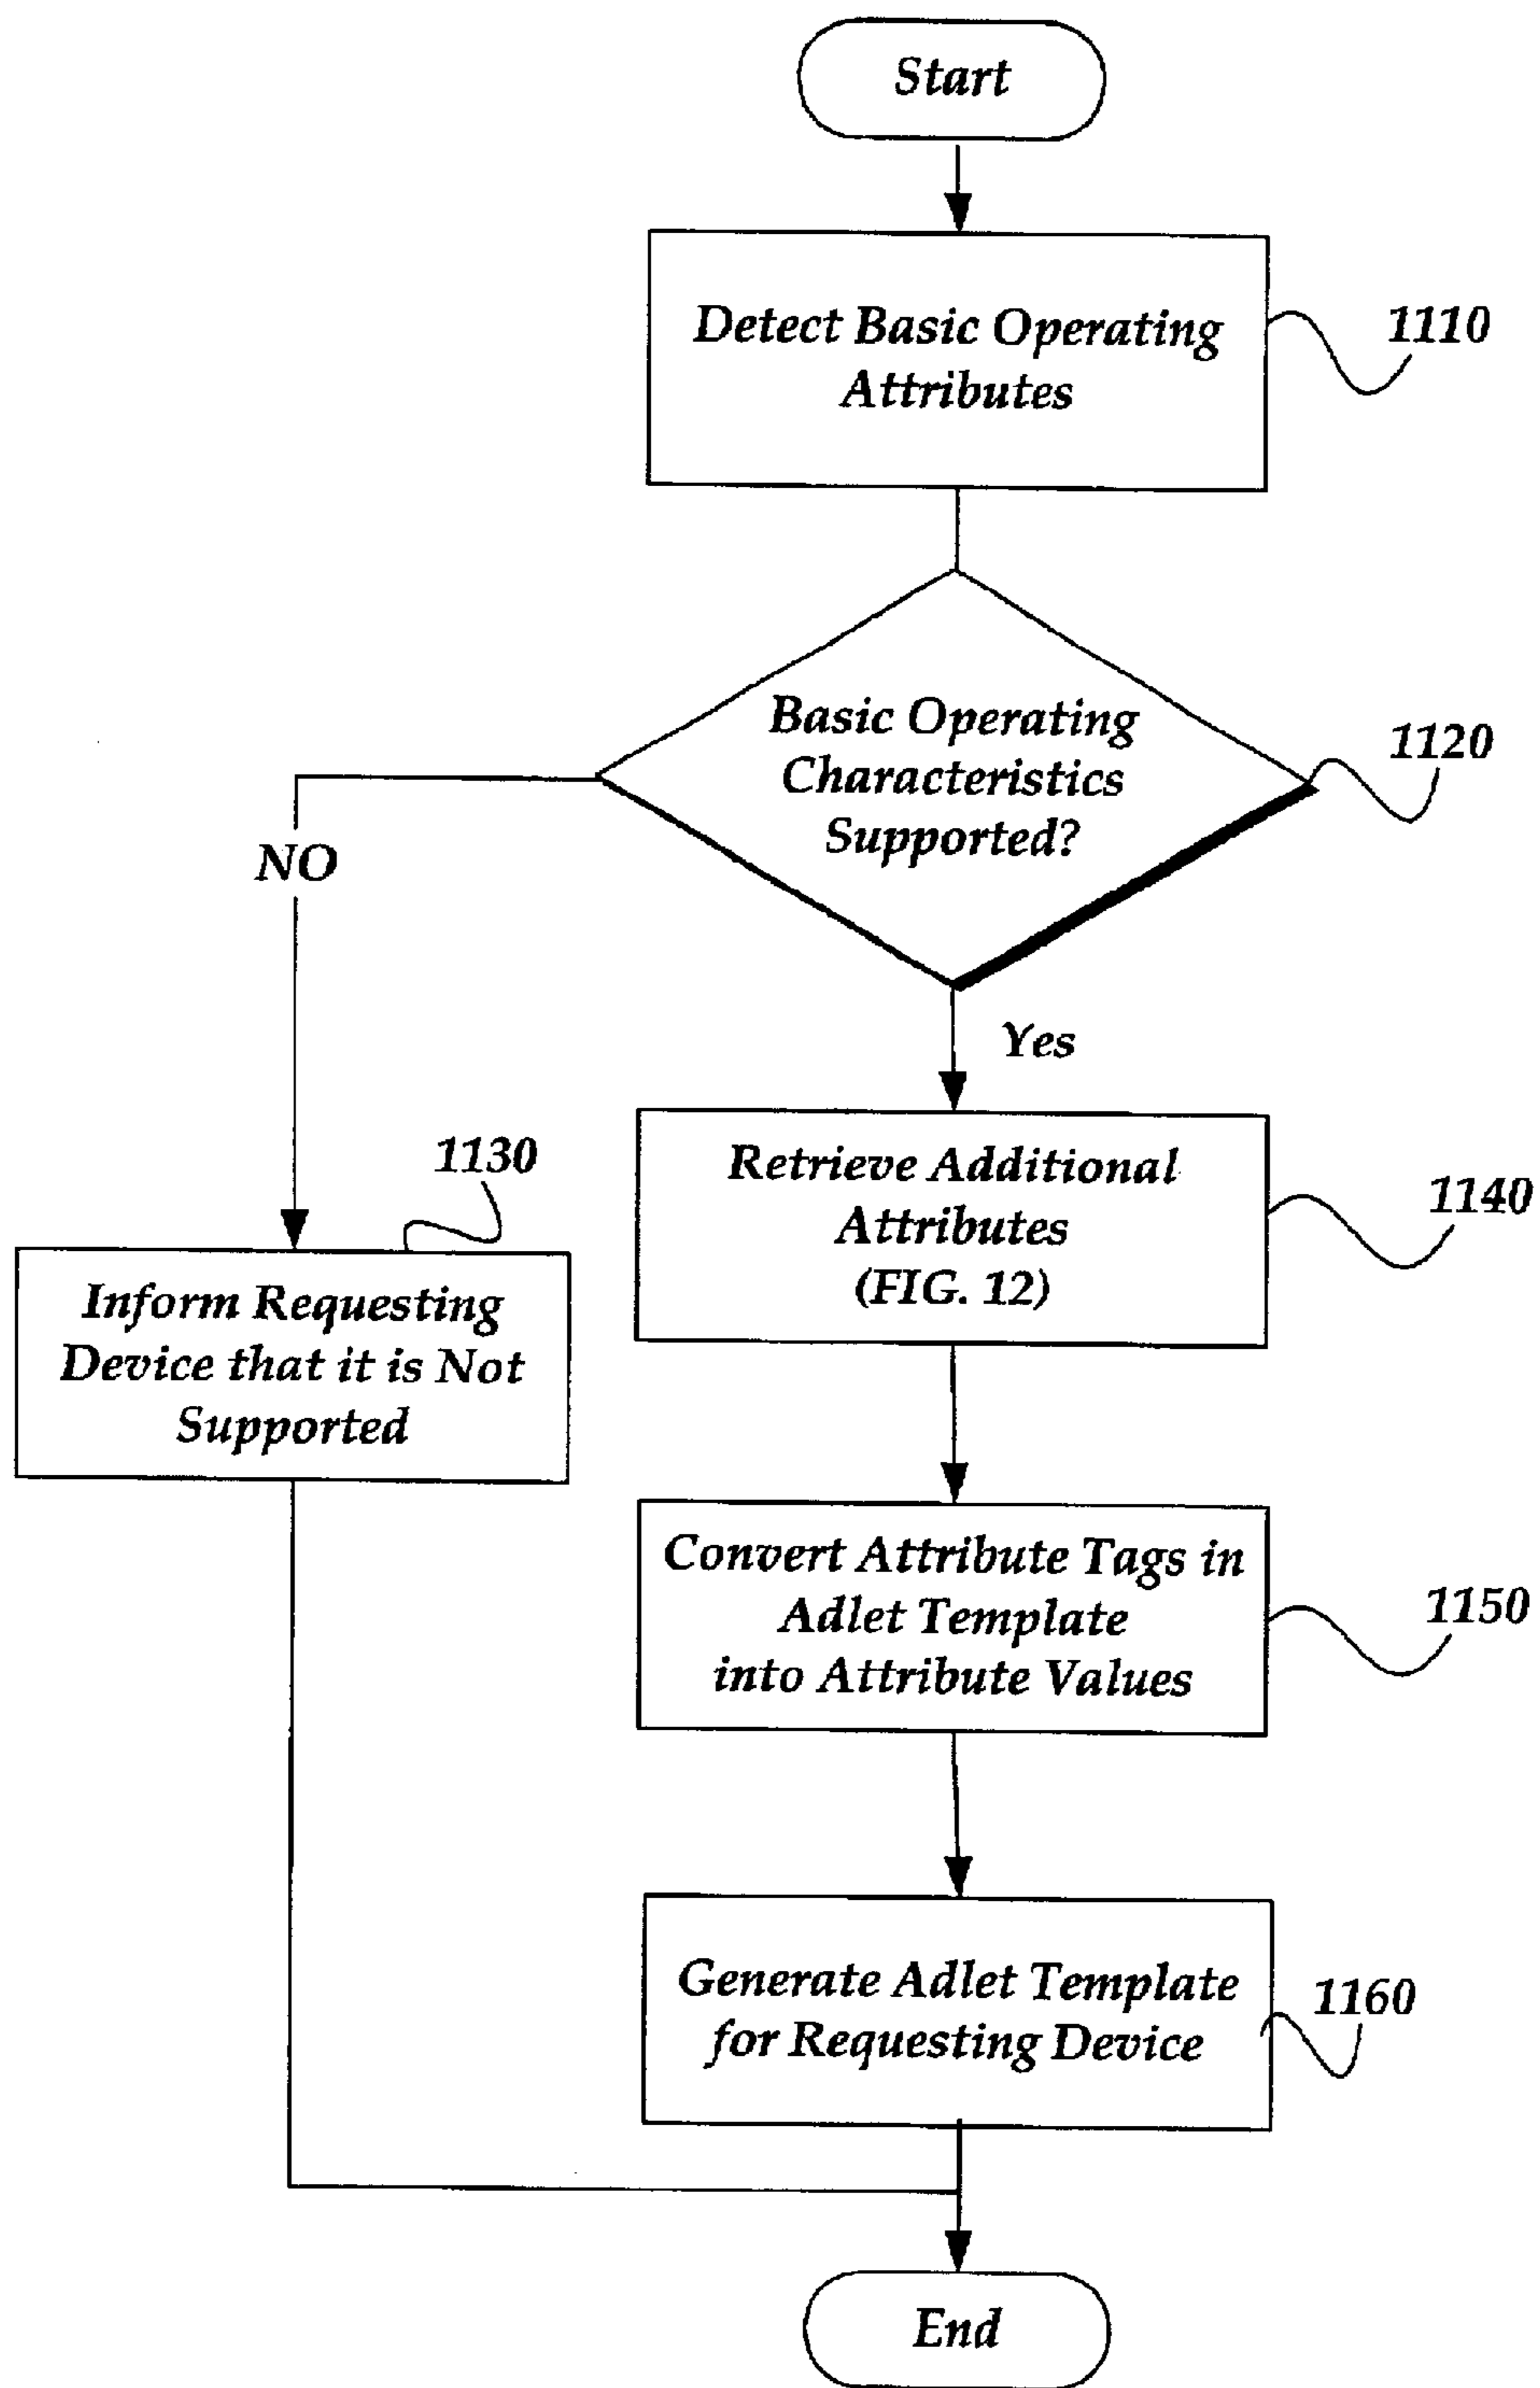 Start
Detect Basic Operating
Attributes
1110
Basic Operating
Characteristics
Supported?
1120
NO
Yes
1130
Inform Requesting
Device that it is Not
Supported
Retrieve Additional
Attributes
(FIG. 12)
1140
Convert Attribute Tags in
Adlet Template
into Attribute Values
1150
Generate Adlet Template
for Requesting Device
1160
End